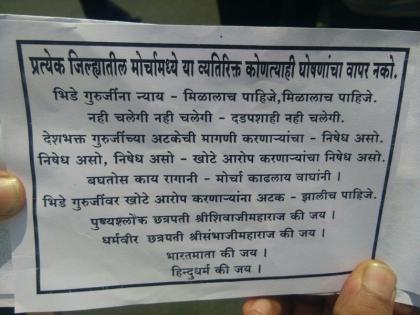 प्रत्येक जिल्ह्यातील मोर्चामध्ये या व्यतिरिक्त कोणत्याही घोषणांचा वापर नको.
भिडे गुरुजींना न्याय - मिळालाच पाहिजे,मिळालाच पाहिजे.
नही चलेगी नही चलेगी - दडपशाही नही चलेगी.
देशभक्त गुरुजींच्या अटकेची मागणी करणाऱ्यांचा - निषेध असो.
निषेध असो, निषेध असो - खोटे आरोप करणाऱ्यांचा निषेध असो.
बघतोस काय रागानी - मोर्चा काढलाय वाघांनी ।
भिडे गुरुजींवर खोटे आरोप करणाऱ्यांना अटक - झालीच पाहिजे.
पुण्यश्लोक छत्रपती श्रीशिवाजीमहाराज की जय ।
धर्मवीर छत्रपती श्रीसंभाजीमहाराज की जय ।
भारतमाता की जय ।
हिन्दुधर्म की जय ।